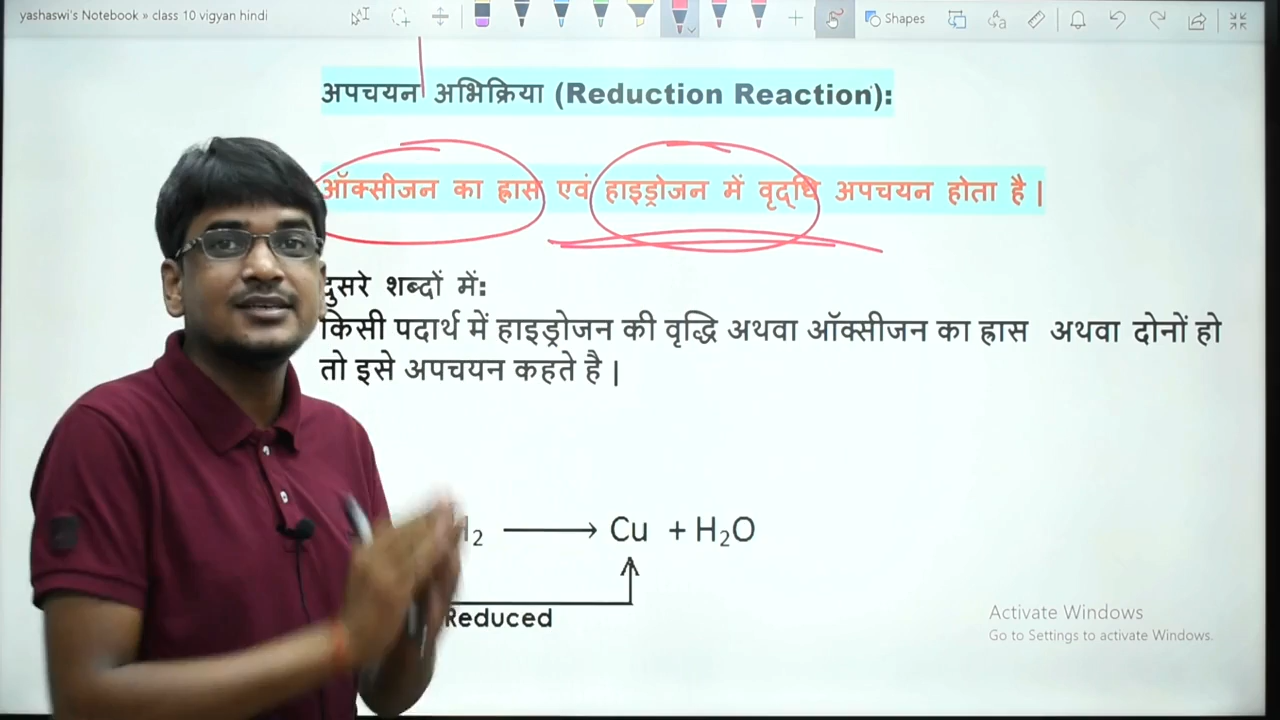 yashaswi's Notebook » class 10 vigyan hindi
Shapes
अपचयन अभिक्रिया (Reduction Reaction):
ऑक्सीजन का ह्रास एवं हाइड्रोजन में वृद्धि अपचयन होता है |
दुसरे शब्दों में:
किसी पदार्थ में हाइड्रोजन की वृद्धि अथवा ऑक्सीजन का ह्रास अथवा दोनों हो
तो इसे अपचयन कहते है |
H₂ ⟶ Cu + H₂O
Reduced
Activate Windows
Go to Settings to activate Windows.